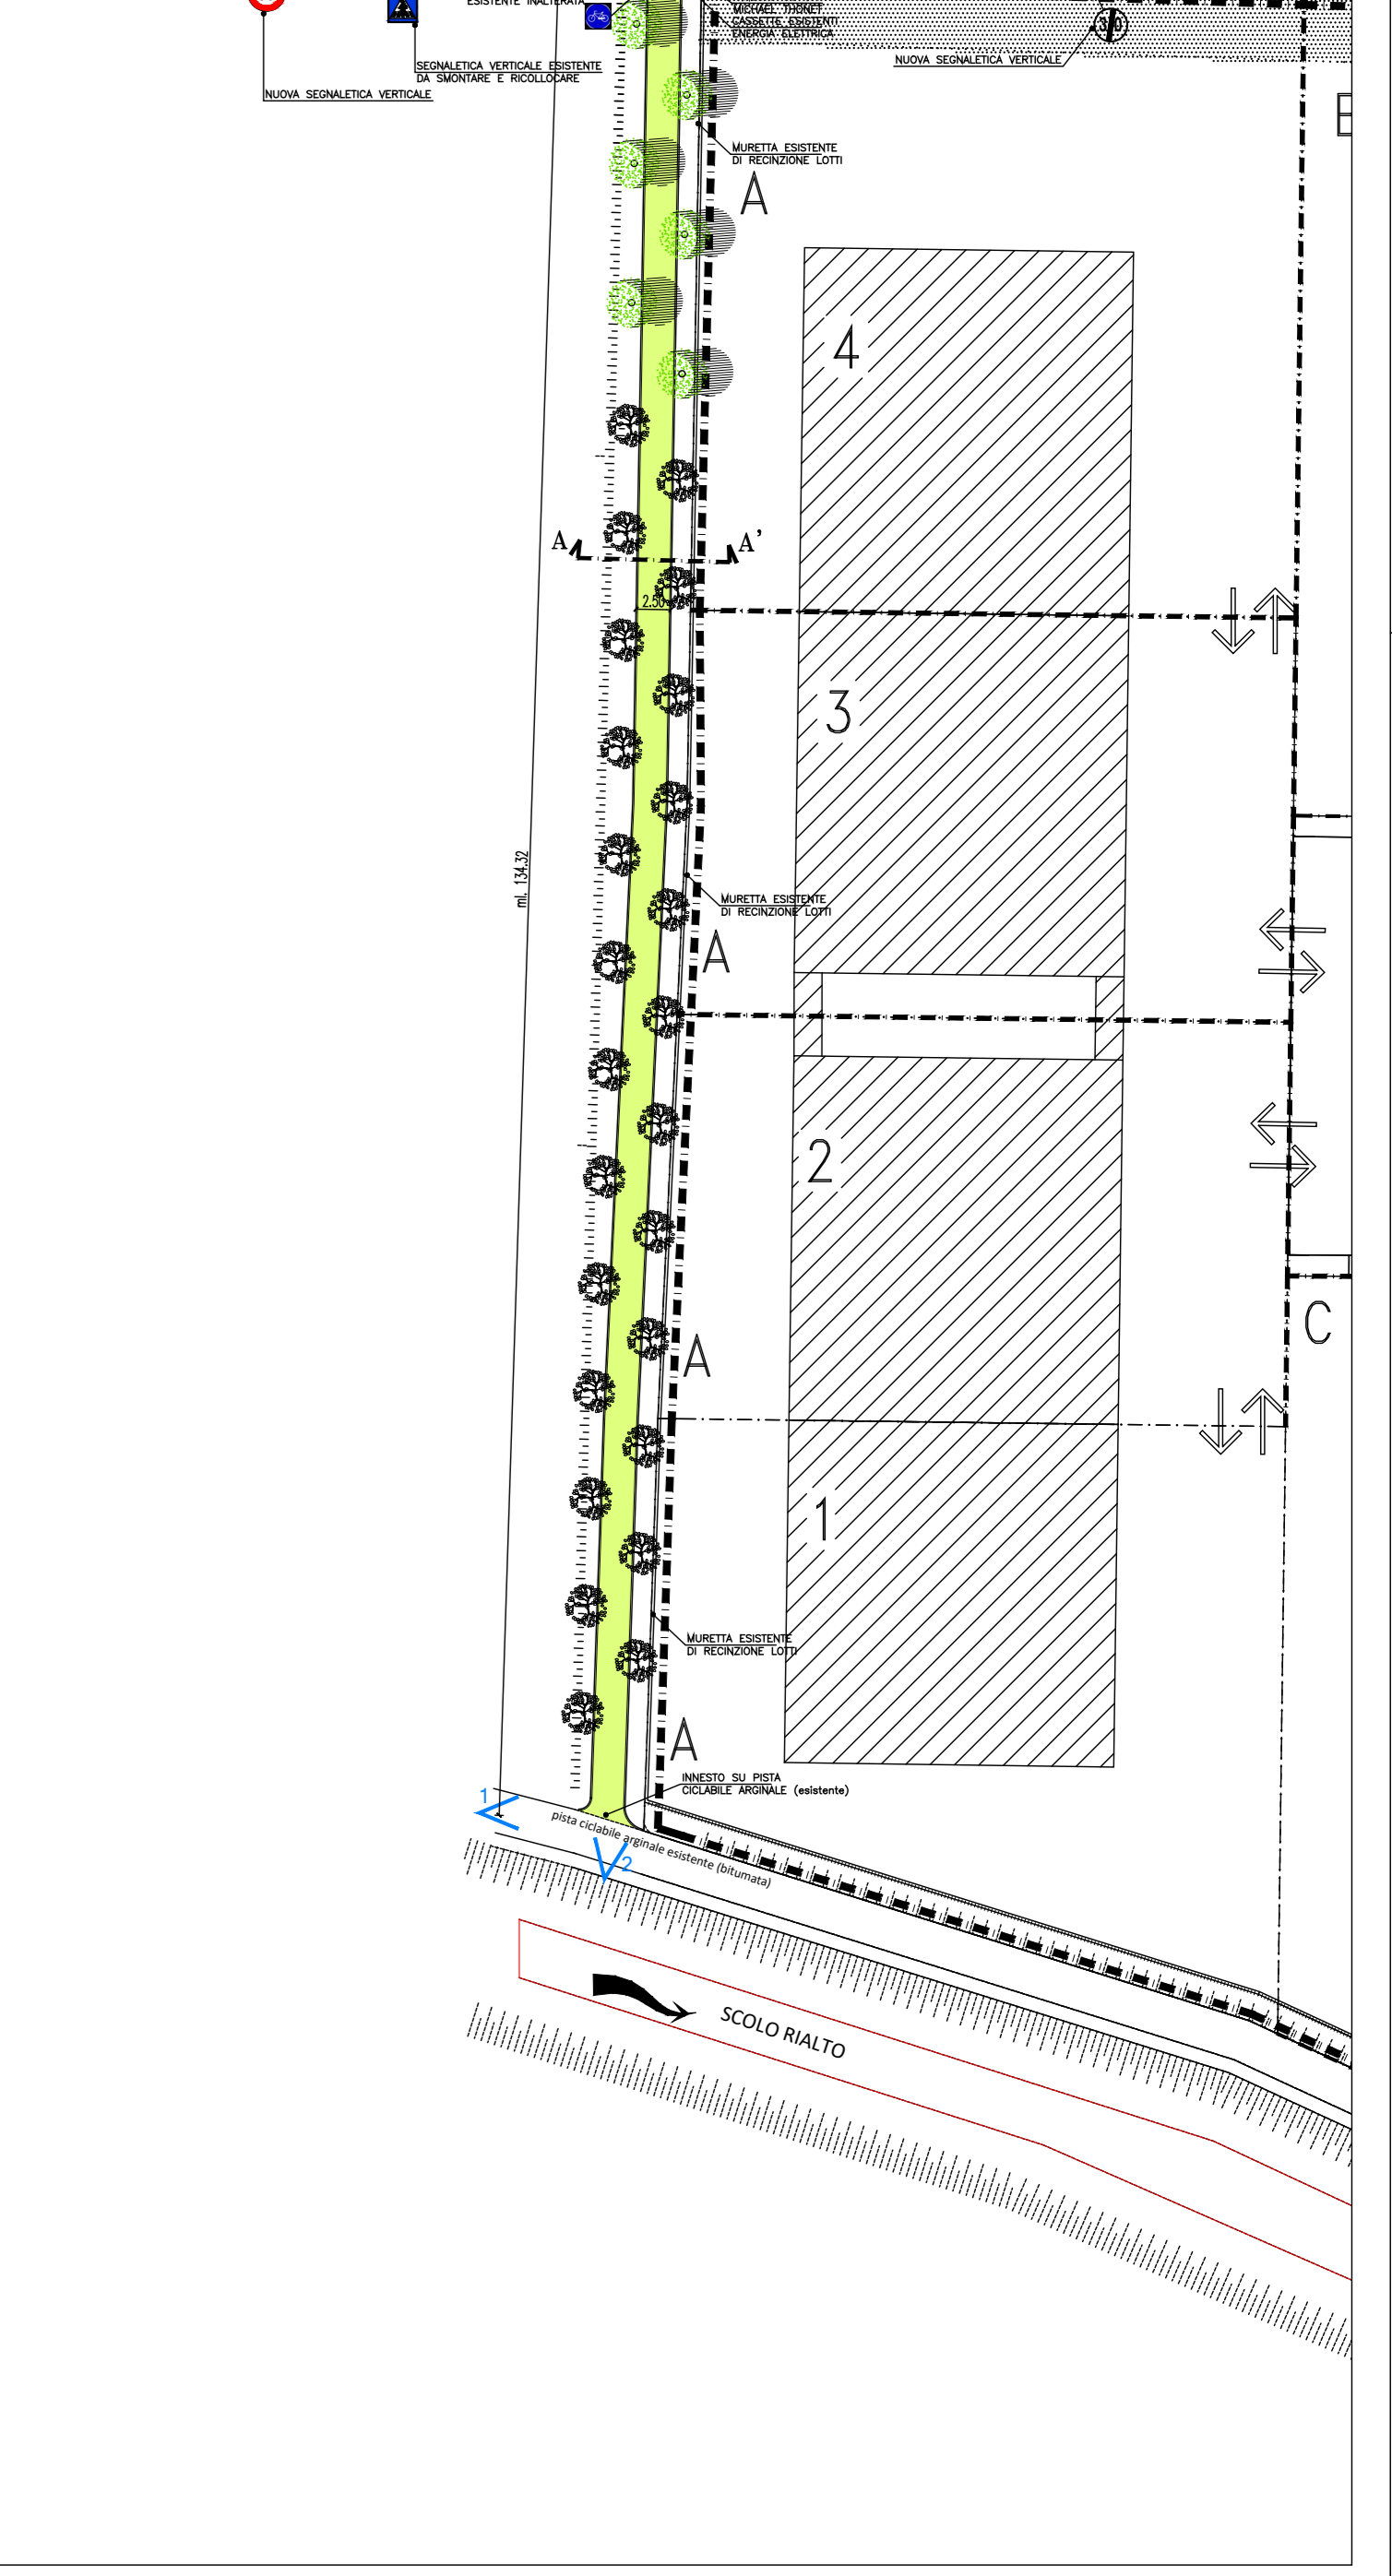 ESISTENTE INALTERATA
MICHAEL THONET
CASSETTE ESISTENTI
ENERGIA ELETTRICA
30
NUOVA SEGNALETICA VERTICALE
SEGNALETICA VERTICALE ESISTENTE
DA SMONTARE E RICOLLOCARE
NUOVA SEGNALETICA VERTICALE
MURETTA ESISTENTE
DI RECINZIONE LOTTI
A
4
A A'
2.50
3
ml. 134.32
MURETTA ESISTENTE
DI RECINZIONE LOTTI
A
2
C
A
1
MURETTA ESISTENTE
DI RECINZIONE LOTTI
A
INNESTO SU PISTA
CICLABILE ARGINALE (esistente)
1
pista ciclabile arginale esistente (bitumata)
2
SCOLO RIALTO